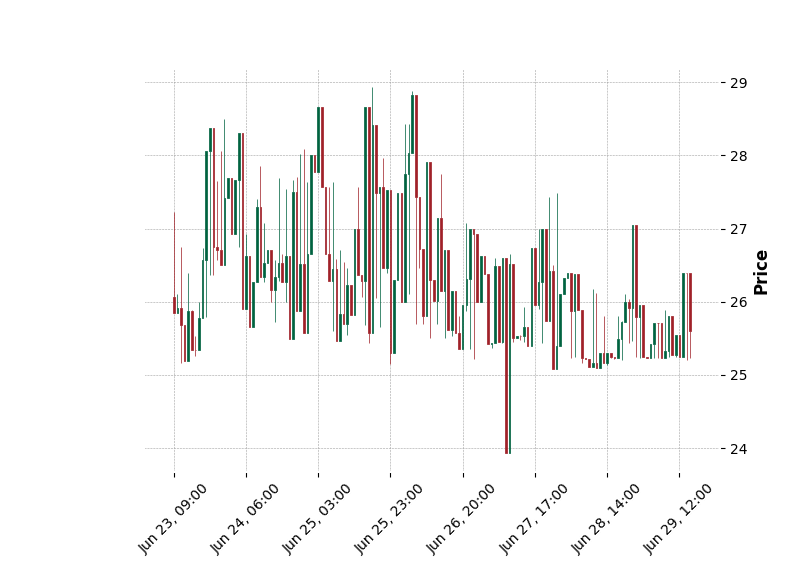 29
28
27
26
25
24
Price
Jun 23, 09:00
Jun 24, 06:00
Jun 25, 03:00
Jun 25, 23:00
Jun 26, 20:00
Jun 27, 17:00
Jun 28, 14:00
Jun 29, 12:00